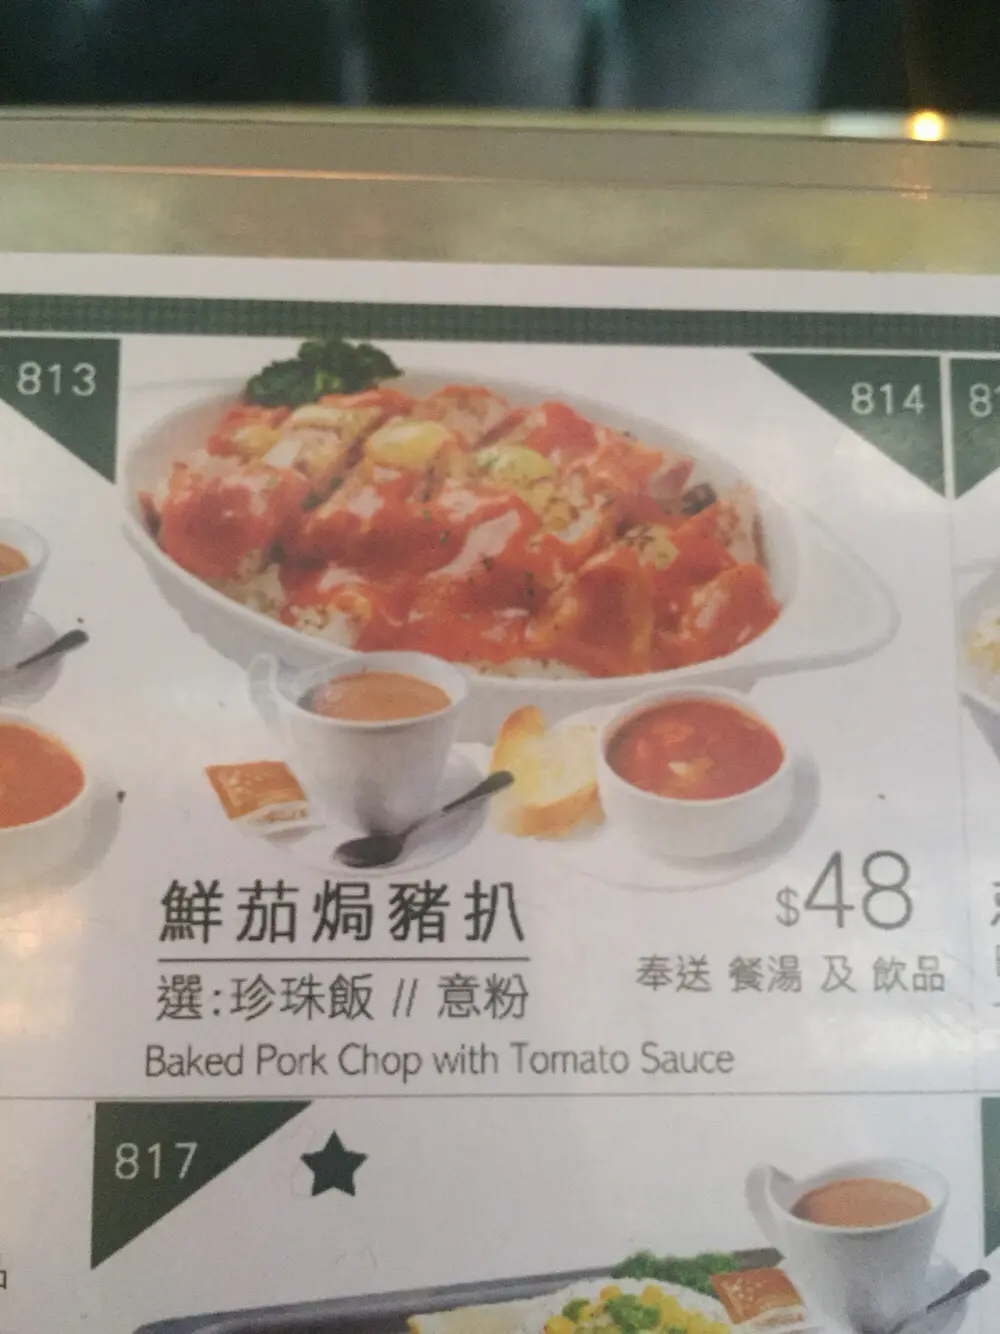 813
814
鮮茄焗豬扒
$48
選:珍珠飯 // 意粉
奉送 餐湯 及 飲品
Baked Pork Chop with Tomato Sauce
817